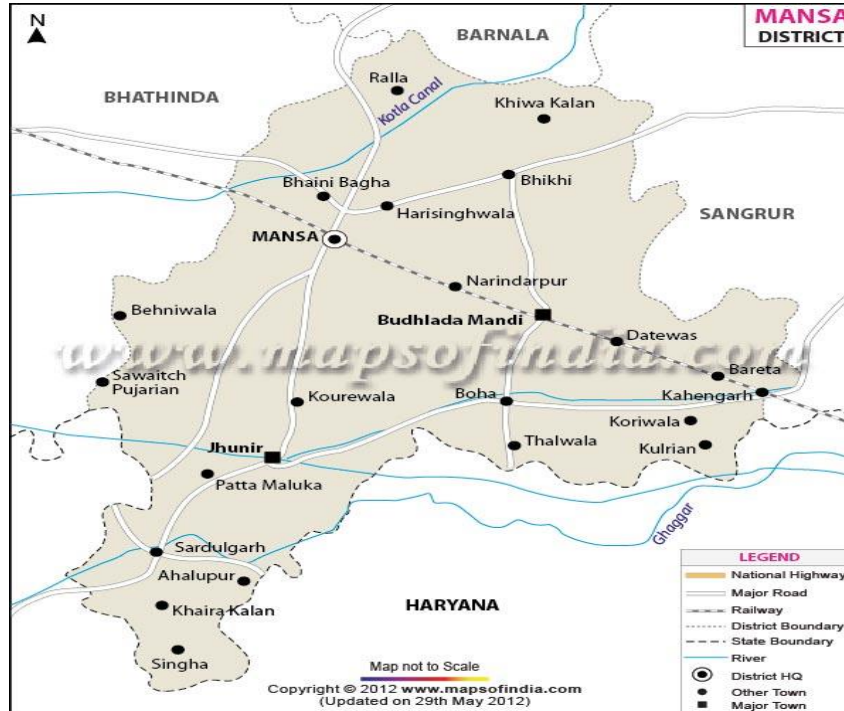 N
MANSA
DISTRICT
BARNALA
BHATHINDA
Ralla
Kotla Canal
Khiwa Kalan
Bhaini Bagha
Bhikhi
Harisinghwala
SANGRUR
MANSA
Narindarpur
Behniwala
Budhlada Mandi
Datewas
www.mapsofindia.com
Sawaitch
Pujarian
Bareta
Kourewala
Boha
Kahengarh
Koriwala
Jhunir
Thalwala
Kulrian
Patta Maluka
Ghaggar
Sardulgarh
Ahalupur
Khaira Kalan
HARYANA
Singha
LEGEND
National Highway
Major Road
Railway
District Boundary
State Boundary
River
District HQ
Other Town
Major Town
Map not to Scale
Copyright © 2012 www.mapsofindia.com
(Updated on 29th May 2012)